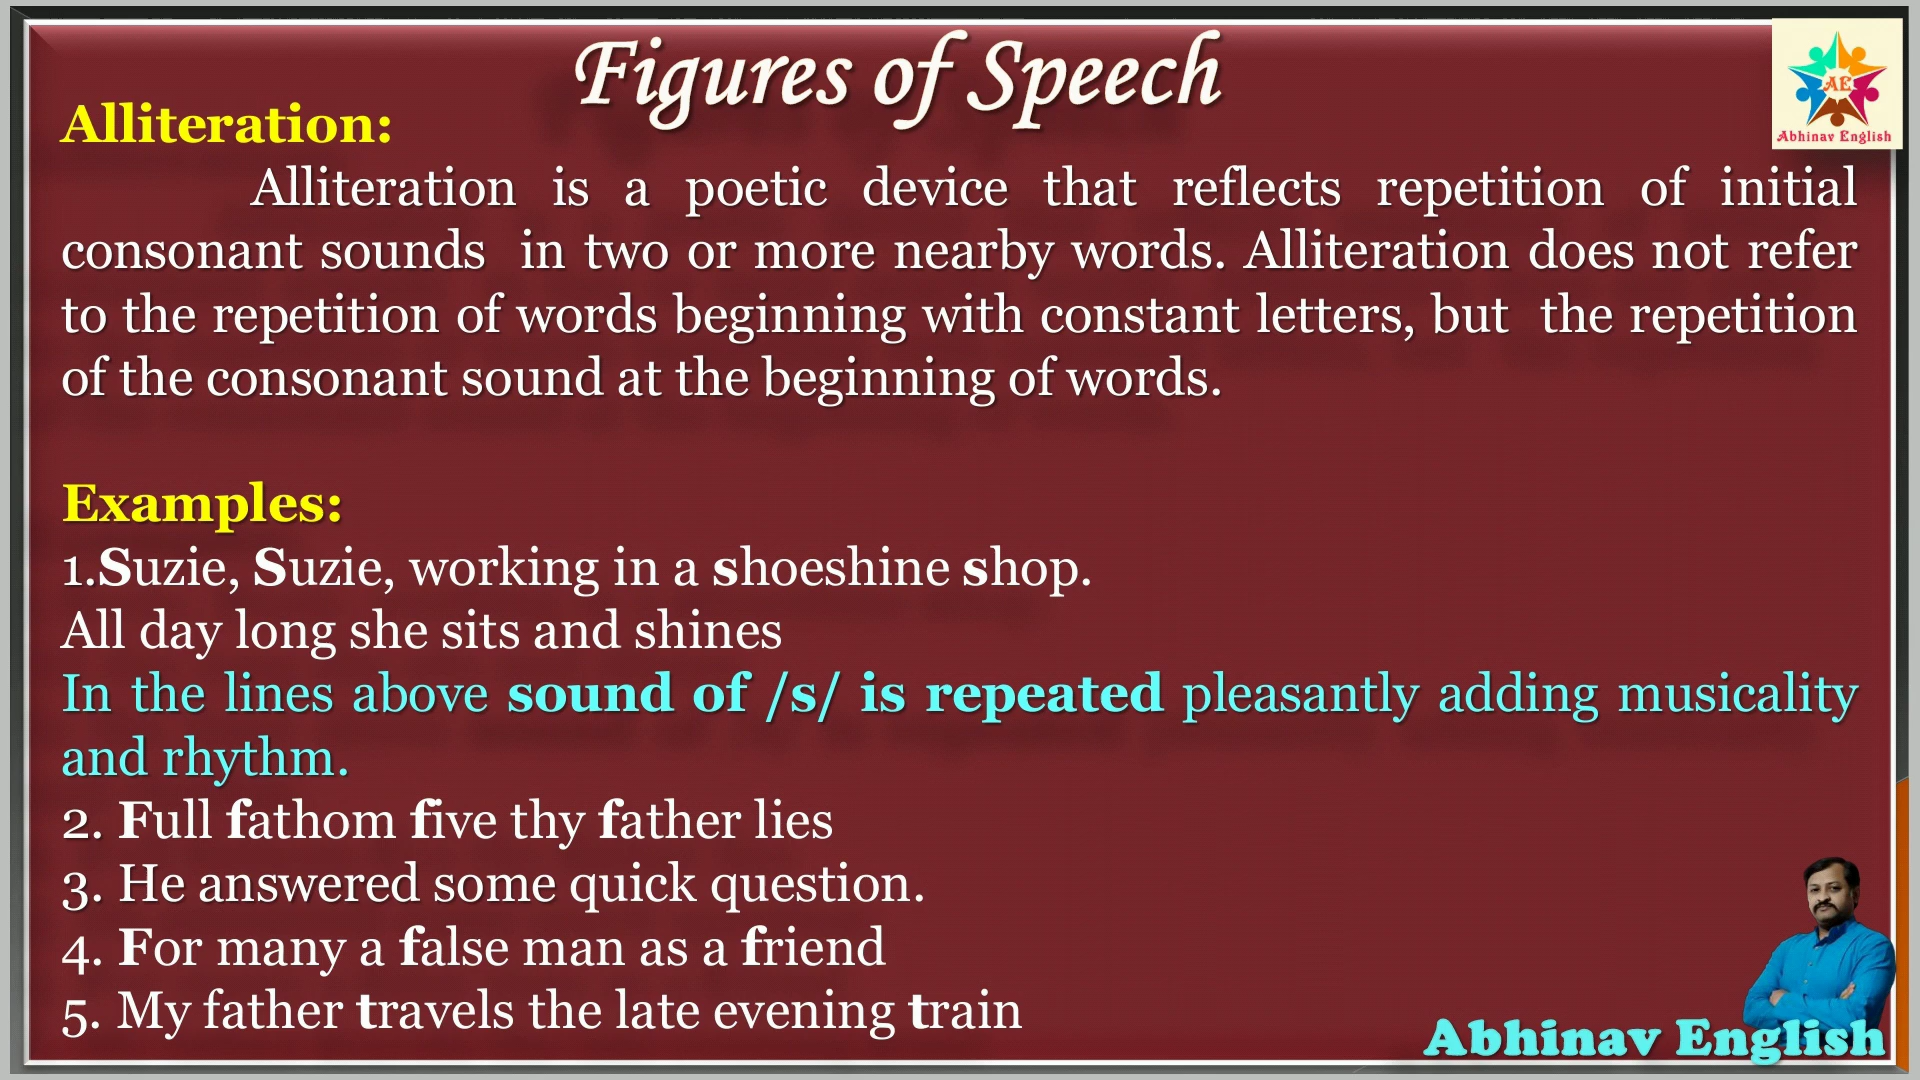 Figures of Speech
AE
Abhinav English
Alliteration:
Alliteration is a poetic device that reflects repetition of initial
consonant sounds in two or more nearby words. Alliteration does not refer
to the repetition of words beginning with constant letters, but the repetition
of the consonant sound at the beginning of words.
Examples:
1.Suzie, Suzie, working in a shoeshine shop.
All day long she sits and shines
In the lines above sound of /s/ is repeated pleasantly adding musicality
and rhythm.
2. Full fathom five thy father lies
3. He answered some quick question.
4. For many a false man as a friend
5. My father travels the late evening train
Abhinav English